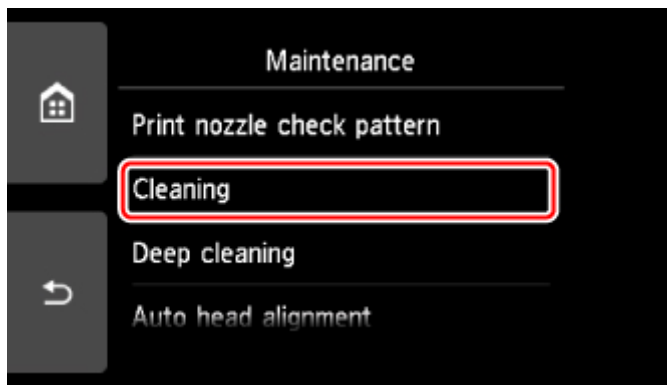 Maintenance
Print nozzle check pattern
Cleaning
Deep cleaning
Auto head alignment